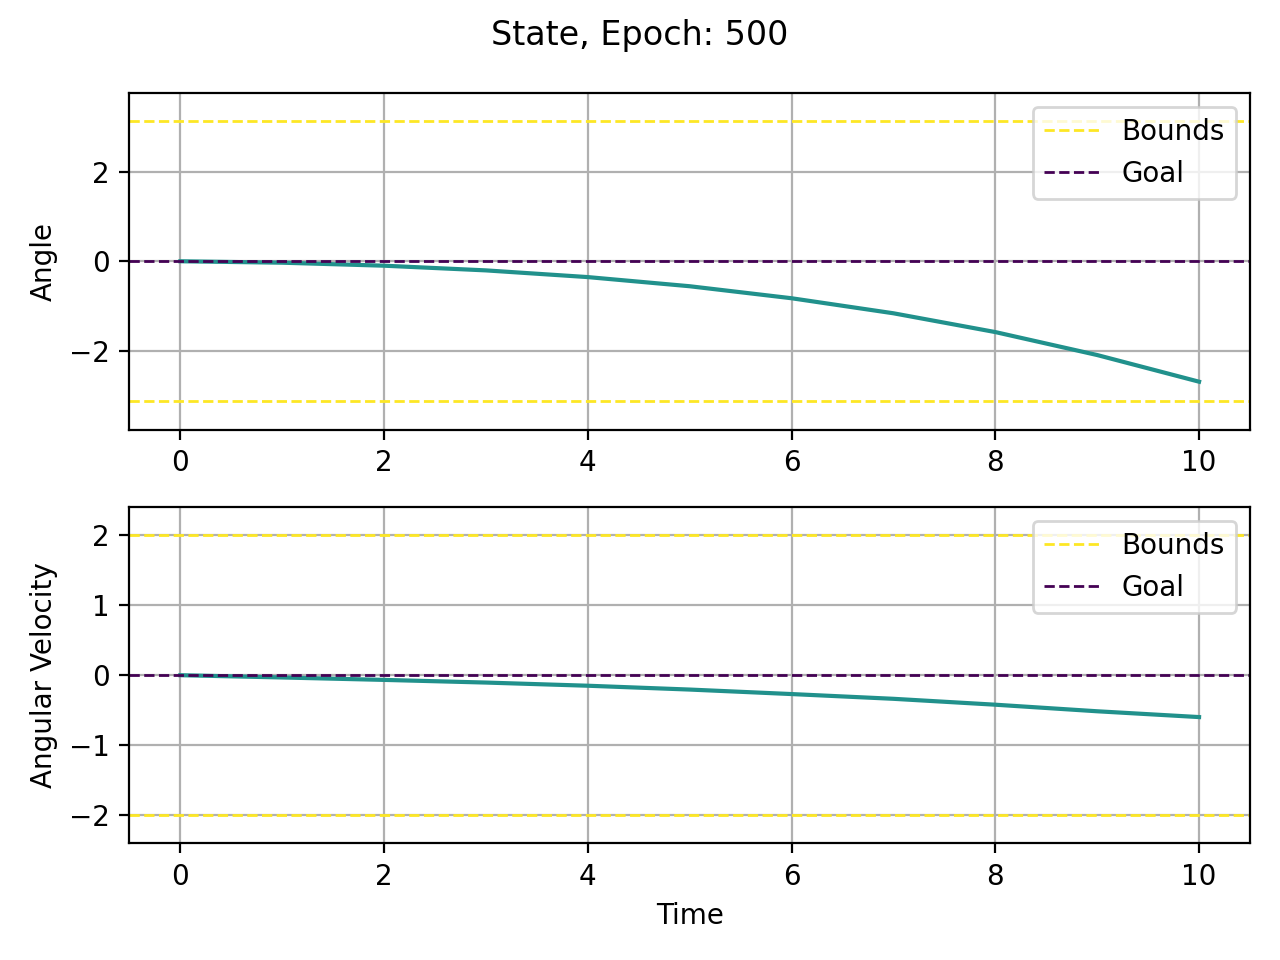 State, Epoch: 500
Bounds
Goal
2
0
−2
Angle
0 2 4 6 8 10
Bounds
Goal
2
1
0
−1
−2
Angular Velocity
0 2 4 6 8 10
Time